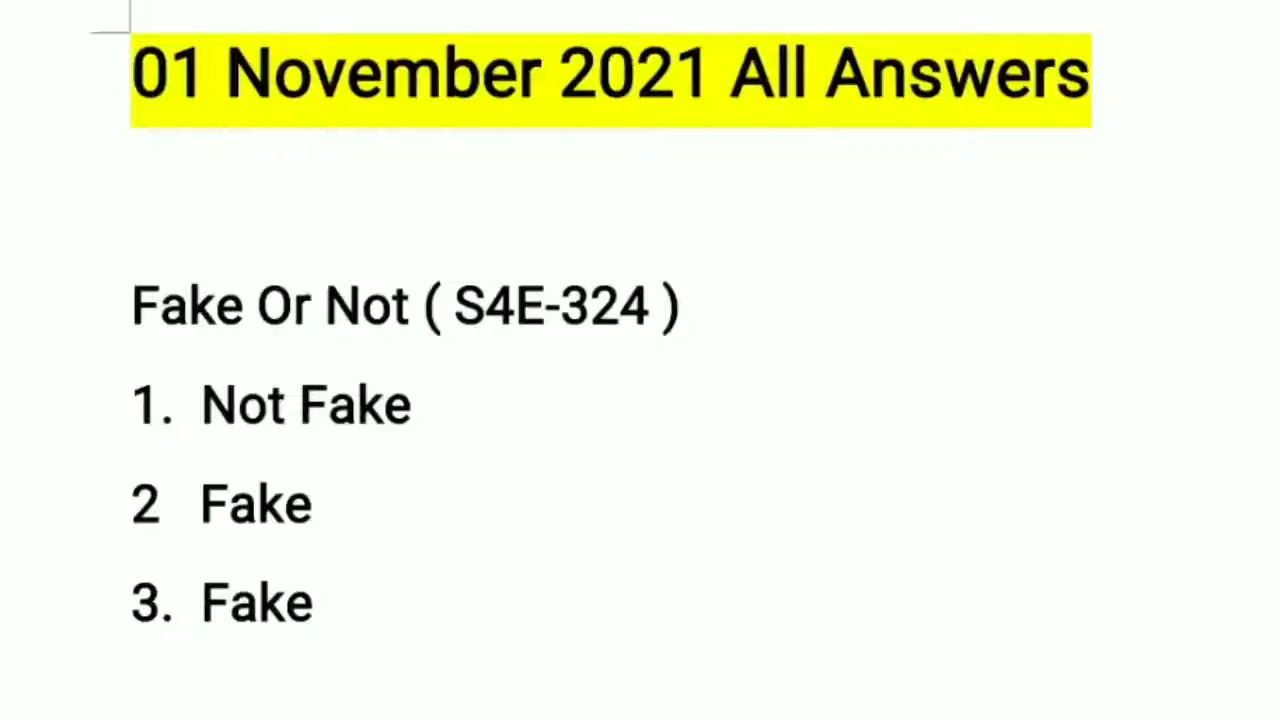 01 November 2021 All Answers
Fake Or Not ( S4E-324 )
1. Not Fake
2 Fake
3. Fake